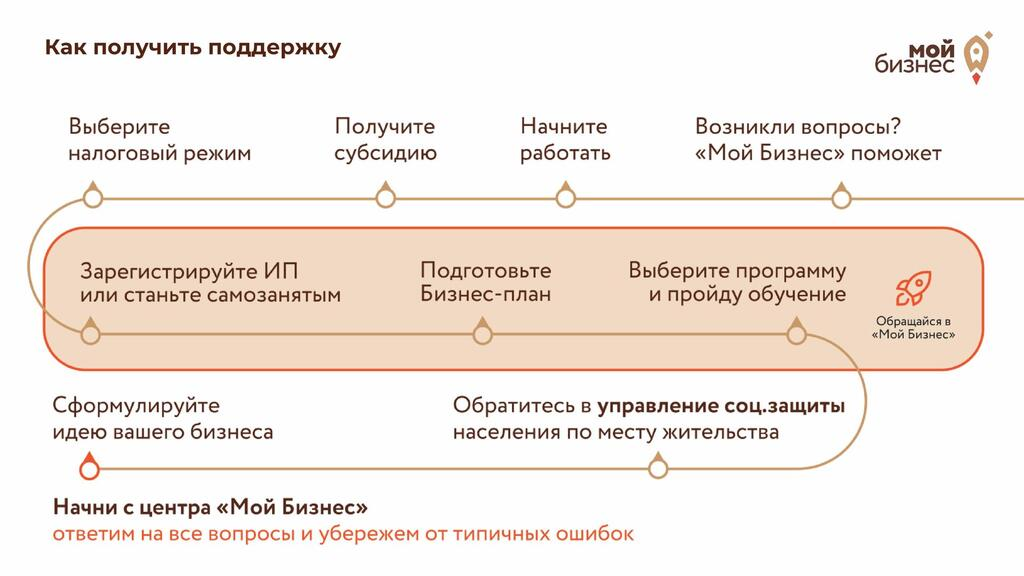 Как получить поддержку
мой
бизнес
Выберите
налоговый режим
Получите
субсидию
Начните
работать
Возникли вопросы?
«Мой Бизнес» поможет
Зарегистрируйте ИП
или станьте самозанятым
Подготовьте
Бизнес-план
Выберите программу
и пройду обучение
Обращайся в
«Мой Бизнес»
Сформулируйте
идею вашего бизнеса
Обратитесь в управление соц.защиты
населения по месту жительства
Начни с центра «Мой Бизнес»
ответим на все вопросы и убережем от типичных ошибок